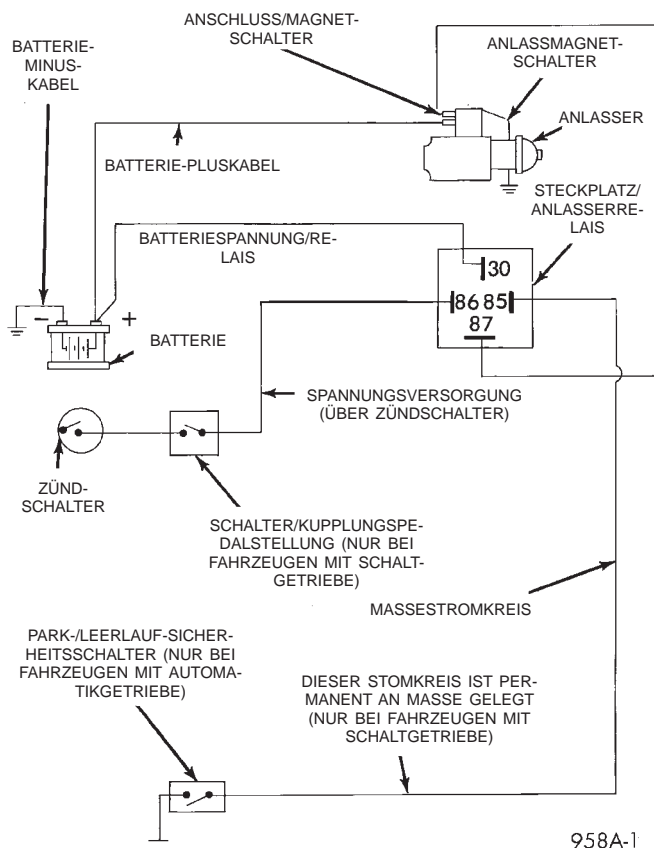 ANSCHLUSS/MAGNET-
SCHALTER
BATTERIE-
MINUS-
KABEL
ANLASSMAGNET-
SCHALTER
ANLASSER
BATTERIE-PLUSKABEL
STECKPLATZ/
ANLASSERRE-
LAIS
BATTERIESPANNUNG/RE-
LAIS
30
86 85
87
- +
BATTERIE
SPANNUNGSVERSORGUNG
(ÜBER ZÜNDSCHALTER)
ZÜND-
SCHALTER
SCHALTER/KUPPLUNGSPE-
DALSTELLUNG (NUR BEI
FAHRZEUGEN MIT SCHALT-
GETRIEBE)
MASSESTROMKREIS
PARK-/LEERLAUF-SICHER-
HEITSSCHALTER (NUR BEI
FAHRZEUGEN MIT AUTOMA-
TIKGETRIEBE)
DIESER STOMKREIS IST PER-
MANENT AN MASSE GELEGT
(NUR BEI FAHRZEUGEN MIT
SCHALTGETRIEBE)
958A-1